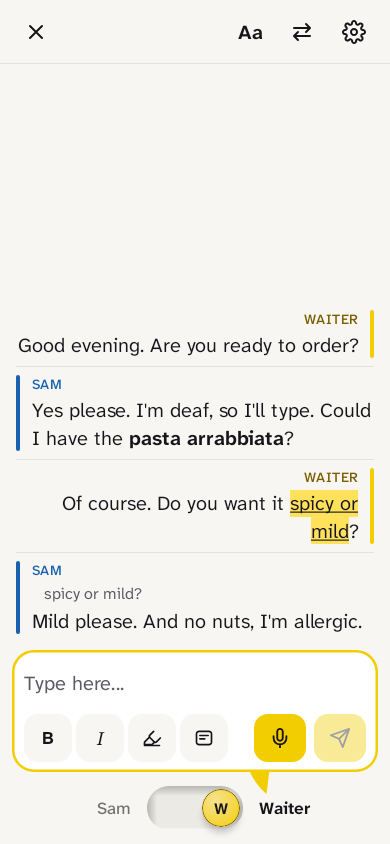 Aa
WAITER
Good evening. Are you ready to order?
SAM
Yes please. I'm deaf, so I'll type. Could
I have the pasta arrabbiata?
WAITER
Of course. Do you want it spicy or
mild?
SAM
spicy or mild?
Mild please. And no nuts, I'm allergic.
Type here...
B I
Sam W Waiter